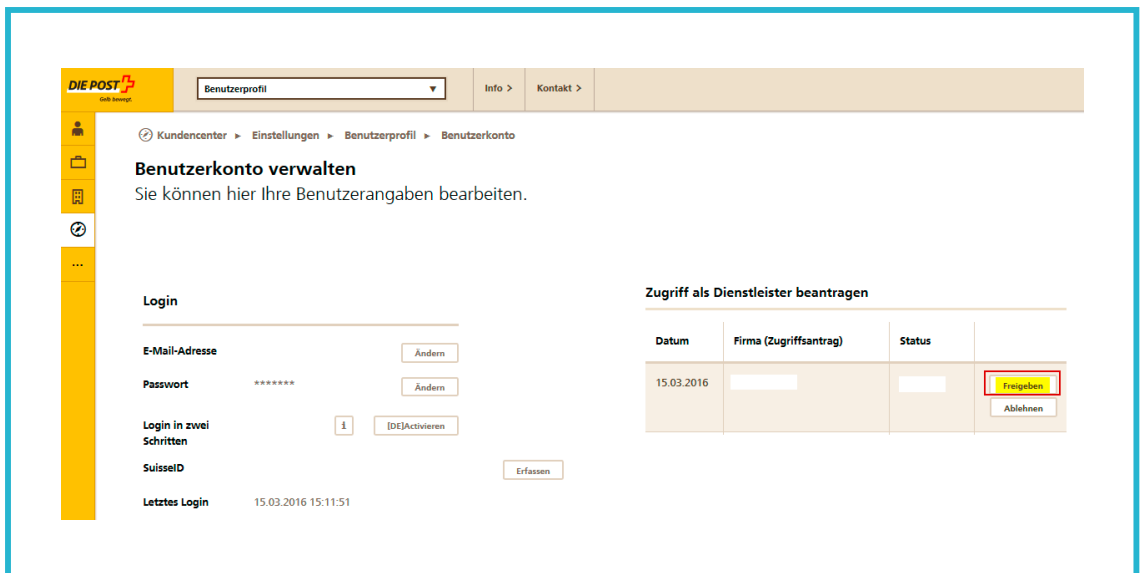 DIE POST
Gelb bewegt.
Benutzerprofil
Info >
Kontakt >
Kundencenter ▸ Einstellungen ▸ Benutzerprofil ▸ Benutzerkonto
Benutzerkonto verwalten
Sie können hier Ihre Benutzerangaben bearbeiten.
...
Login
E-Mail-Adresse Ändern
Passwort ******* Ändern
Login in zwei
Schritten
i [DE]Activieren
SuisseID Erfassen
Letztes Login 15.03.2016 15:11:51
Zugriff als Dienstleister beantragen
Datum Firma (Zugriffsantrag) Status
15.03.2016 Freigeben
Ablehnen